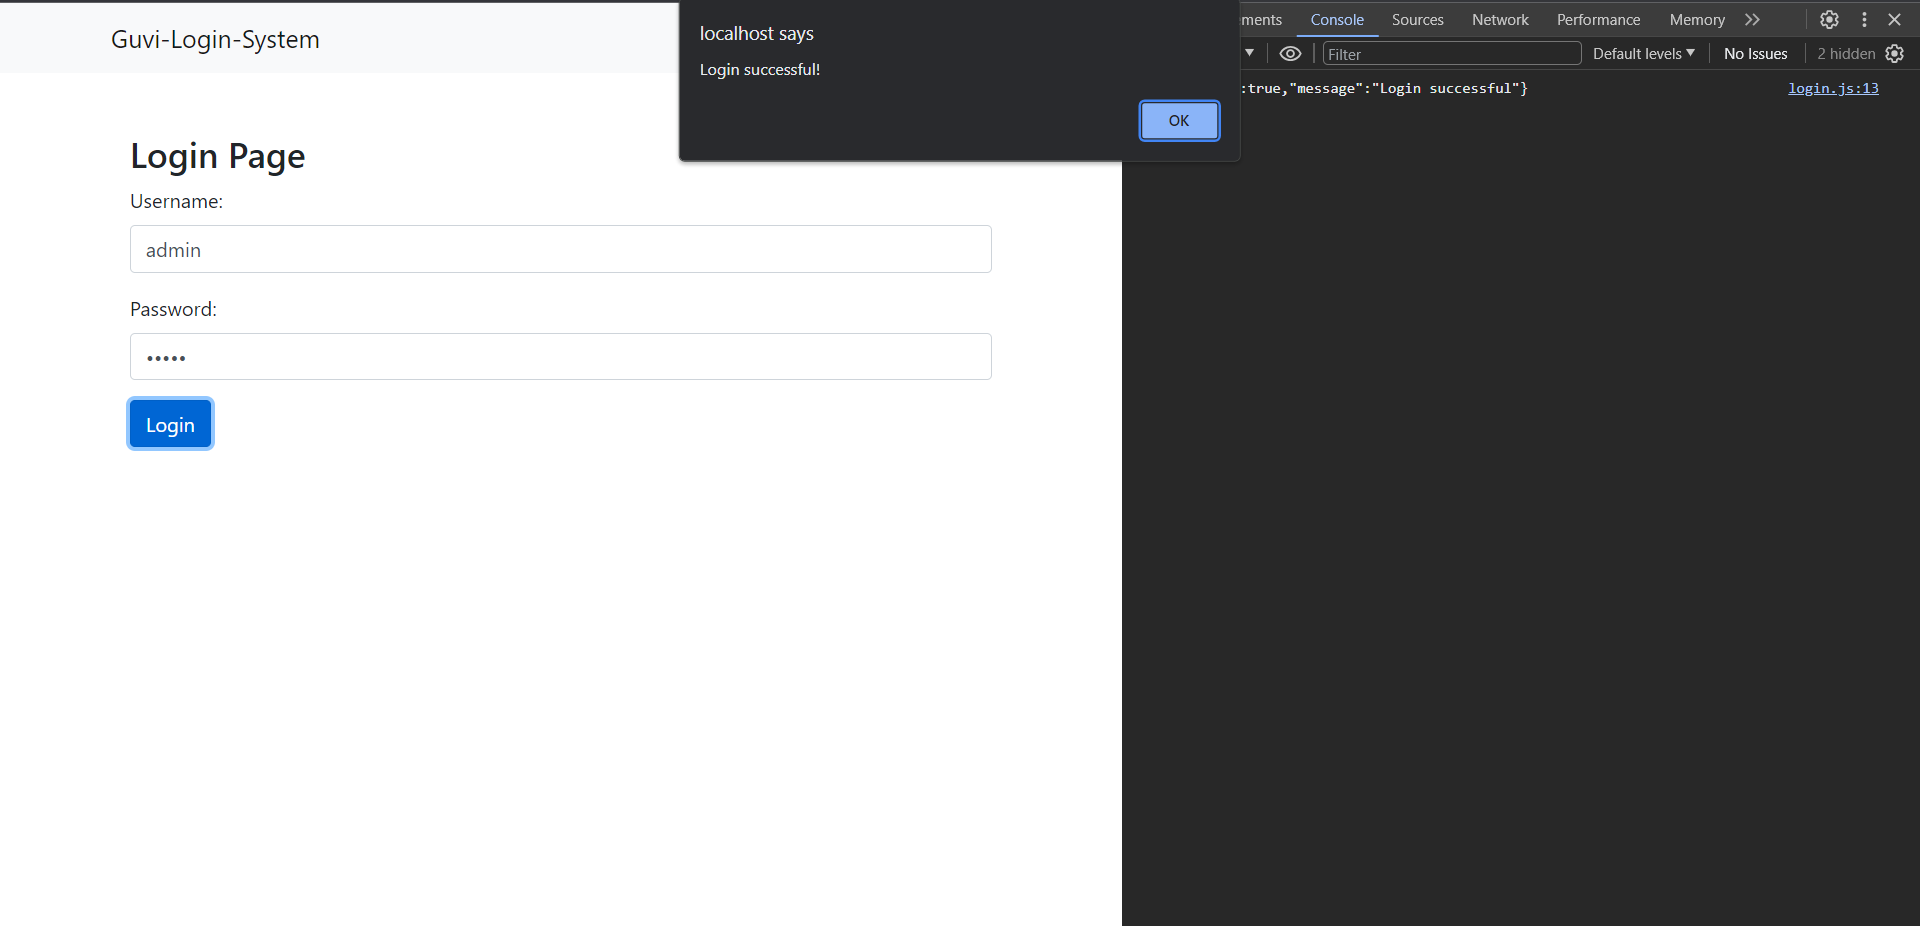 Guvi-Login-System
localhost says
Login successful!
OK
Login Page
Username:
admin
Password:
•••••
Login
Console
Sources
Network
Performance
Memory
Filter
Default levels
No Issues
2 hidden
:true,"message":"Login successful"}
login.js:13